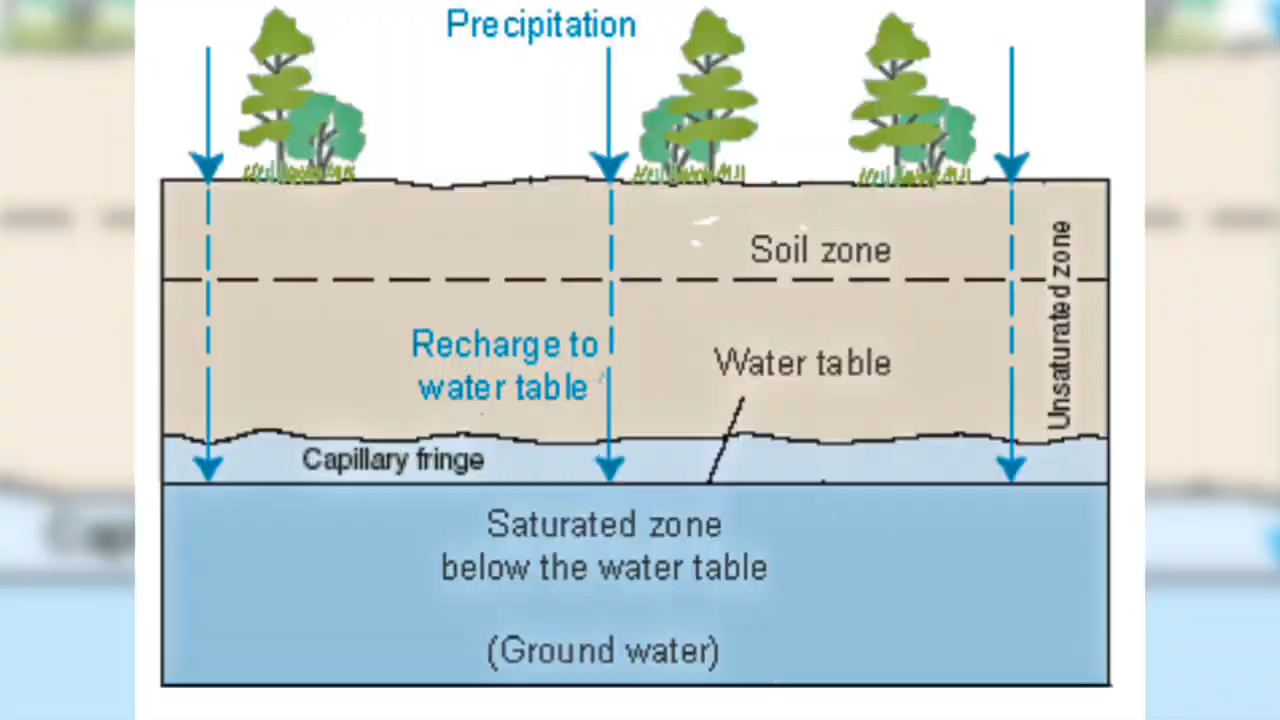 Precipitation
Soil zone
Unsaturated zone
Recharge to
water table
Water table
Capillary fringe
Saturated zone
below the water table
(Ground water)